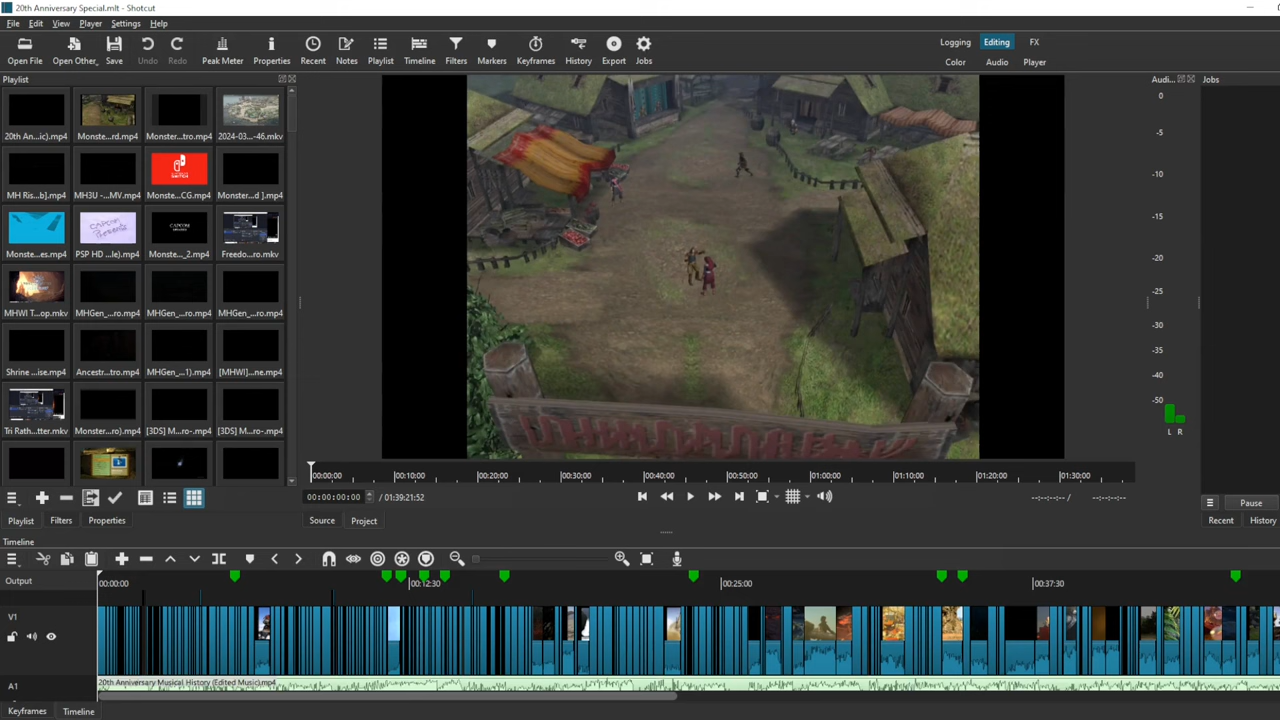 20th Anniversary Special.mlt - Shotcut
File Edit View Player Settings Help
Open File Open Other.. Save Undo Redo Peak Meter Properties Recent Notes Playlist Timeline Filters Markers Keyframes History Export Jobs
Logging Editing FX
Color Audio Player
Playlist
Audi...
Jobs
20th An...ic).mp4 Monste...rd.mp4 Monster...tro.mp4 2024-03...-46.mkv
MH Ris...b].mp4 MH3U -...MV.mp4 Monste...CG.mp4 Monster...d ].mp4
Monste...es.mp4 PSP HD ...le).mp4 Monste..._2.mp4 Freedo...ro.mkv
MHWI T...op.mkv MHGen_...ro.mp4 MHGen_...ro.mp4 MHGen_...ro.mp4
Shrine ...ise.mp4 Ancestr...tro.mp4 MHGen_...1).mp4 [MHWI]...ne.mp4
Tri Rath...tter.mkv Monster...ro).mp4 [3DS] M...ro-.mp4 [3DS] M...ro-.mp4
CAPCOM
Presents
CAPCOM
SWITCH
0
-5
-10
-15
-20
-25
-30
-35
-40
-50
L R
00:00:00 00:10:00 00:20:00 00:30:00 00:40:00 00:50:00 01:00:00 01:10:00 01:20:00 01:30:00
00:00:00:00 / 01:39:21:52
--:--:--:-- / --:--:--:--
Pause
Playlist Filters Properties
Source Project
Recent History
Timeline
Output
00:00:00 00:12:30 00:25:00 00:37:30
V1
A1
20th Anniversary Musical History (Edited Music).mp4
Keyframes Timeline